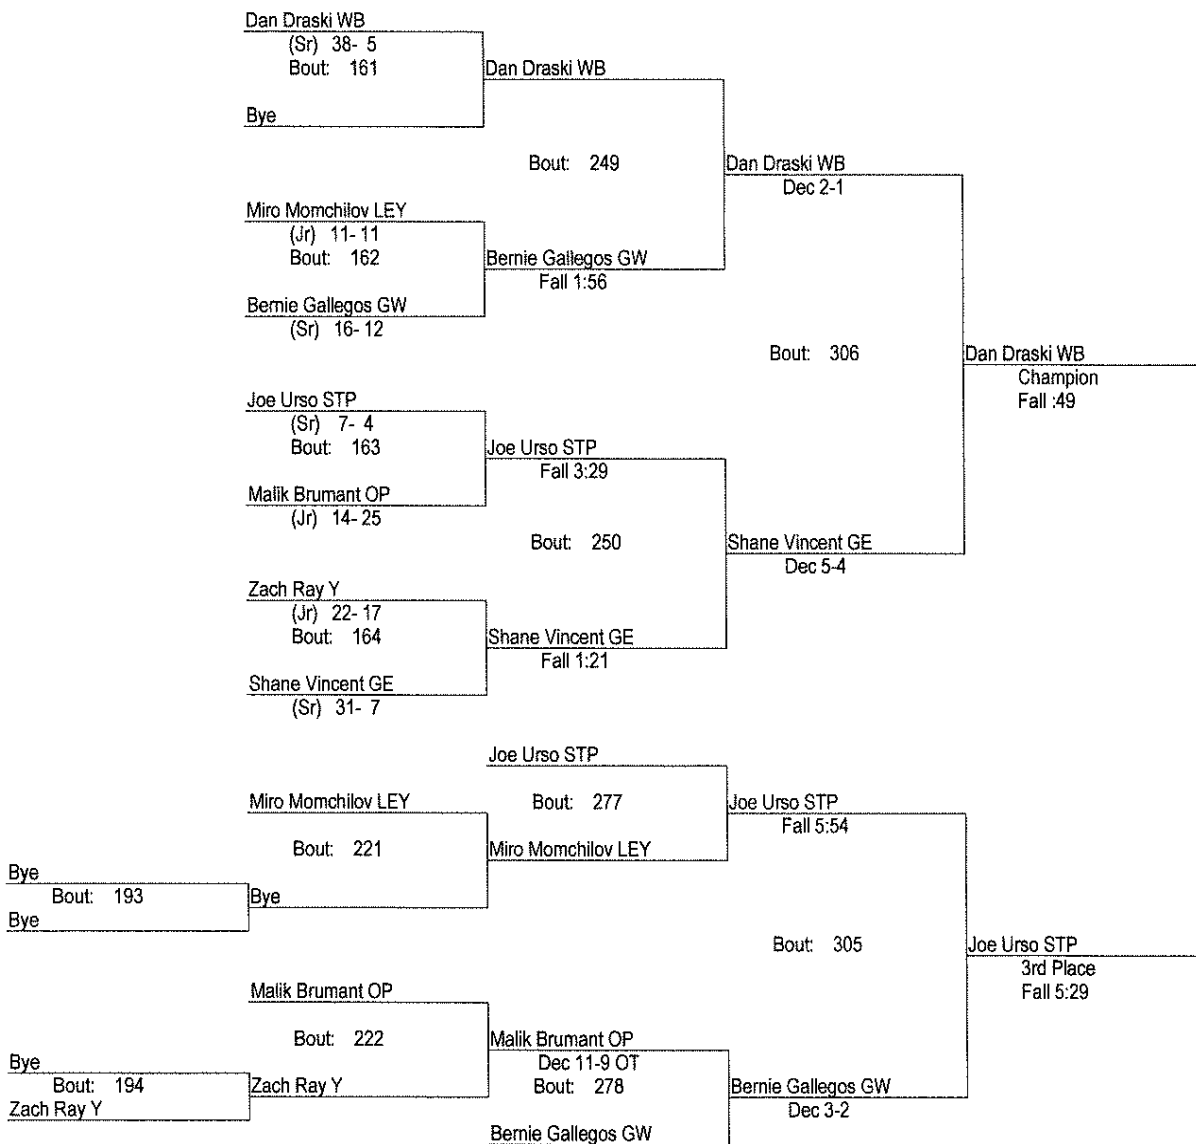 Dan Draski WB
(Sr) 38- 5
Bout: 161
Dan Draski WB
Bye
Bout: 249
Dan Draski WB
Dec 2-1
Miro Momchilov LEY
(Jr) 11- 11
Bout: 162
Bernie Gallegos GW
Fall 1:56
Bernie Gallegos GW
(Sr) 16- 12
Bout: 306
Dan Draski WB
Champion
Fall :49
Joe Urso STP
(Sr) 7- 4
Bout: 163
Joe Urso STP
Fall 3:29
Malik Brumant OP
(Jr) 14- 25
Bout: 250
Shane Vincent GE
Dec 5-4
Zach Ray Y
(Jr) 22- 17
Bout: 164
Shane Vincent GE
Fall 1:21
Shane Vincent GE
(Sr) 31- 7
Joe Urso STP
Bout: 277
Joe Urso STP
Fall 5:54
Miro Momchilov LEY
Bout: 221
Miro Momchilov LEY
Bye
Bout: 193
Bye
Bye
Bout: 305
Joe Urso STP
3rd Place
Fall 5:29
Malik Brumant OP
Bout: 222
Malik Brumant OP
Dec 11-9 OT
Bout: 278
Bye
Bout: 194
Zach Ray Y
Zach Ray Y
Bernie Gallegos GW
Dec 3-2
Bernie Gallegos GW